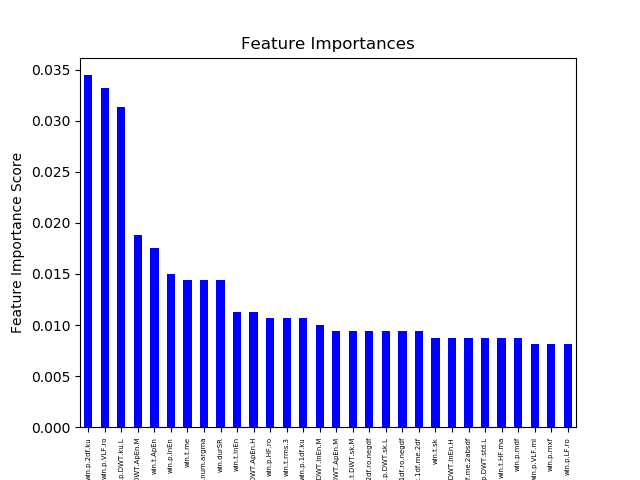 Feature Importances
Feature Importance Score
0.035
0.030
0.025
0.020
0.015
0.010
0.005
0.000
win.p.2df.ku
win.p.VLF.ro
p.DWT.ku.L
DWT.ApEn.M
win.t.ApEn
win.p.InEn
win.t.me
.num.argma
win.durSR
win.t.InEn
DWT.ApEn.H
win.p.HF.ro
win.t.rms.3
win.p.1df.ku
DWT.InEn.M
DWT.ApEn.M
.t.DWT.sk.M
2df.ro.negdf
.p.DWT.sk.L
1df.ro.negdf
.1df.me.2df
win.t.sk
DWT.InEn.H
f.me.2absdf
p.DWT.std.L
win.t.HF.ma
win.p.mdf
win.p.VLF.mi
win.p.mxf
win.p.LF.ro